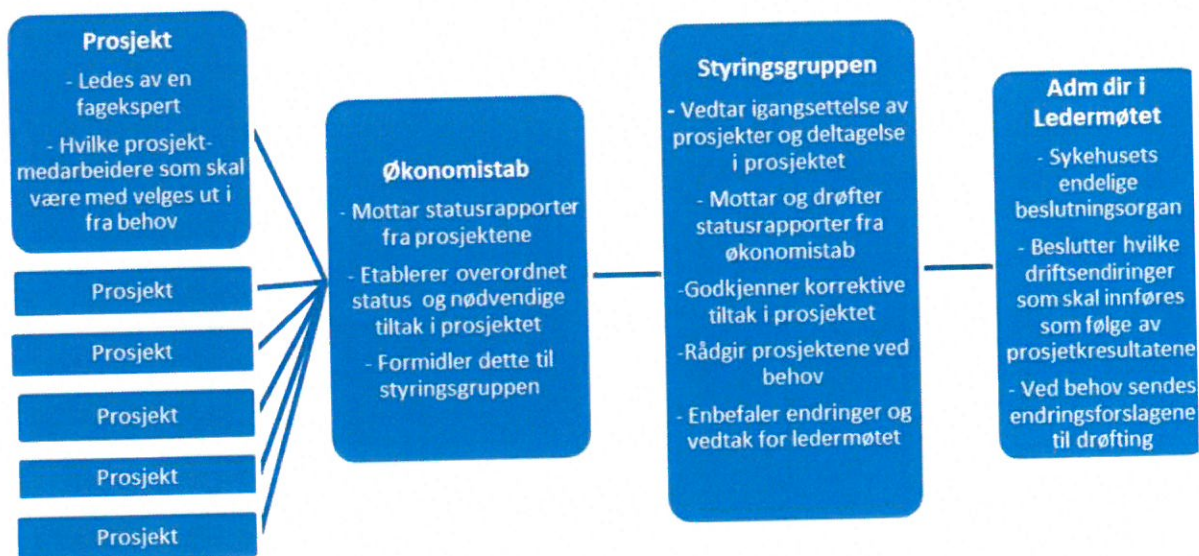 Prosjekt
- Ledes av en
fagekspert
- Hvilke prosjekt-
medarbeidere som skal
være med velges ut i
fra behov
Prosjekt
Prosjekt
Prosjekt
Prosjekt
Prosjekt
Økonomistab
- Mottar statusrapporter
fra prosjektene
- Etablerer overordnet
status og nødvendige
tiltak i prosjektet
- Formidler dette til
styringsgruppen
Styringsgruppen
- Vedtar igangsettelse av
prosjekter og deltagelse
i prosjektet
- Mottar og drøfter
statusrapporter fra
økonomistab
-Godkjenner korrektive
tiltak i prosjektet
-Rådgir prosjektene ved
behov
- Enbefaler endringer og
vedtak for ledermøtet
Adm dir i
Ledermøtet
- Sykehusets
endelige
beslutningsorgan
- Beslutter hvilke
driftsendiringer
som skal innføres
som følge av
prosjetkresultatene
- Ved behov sendes
endringsforslagene
til drøfting